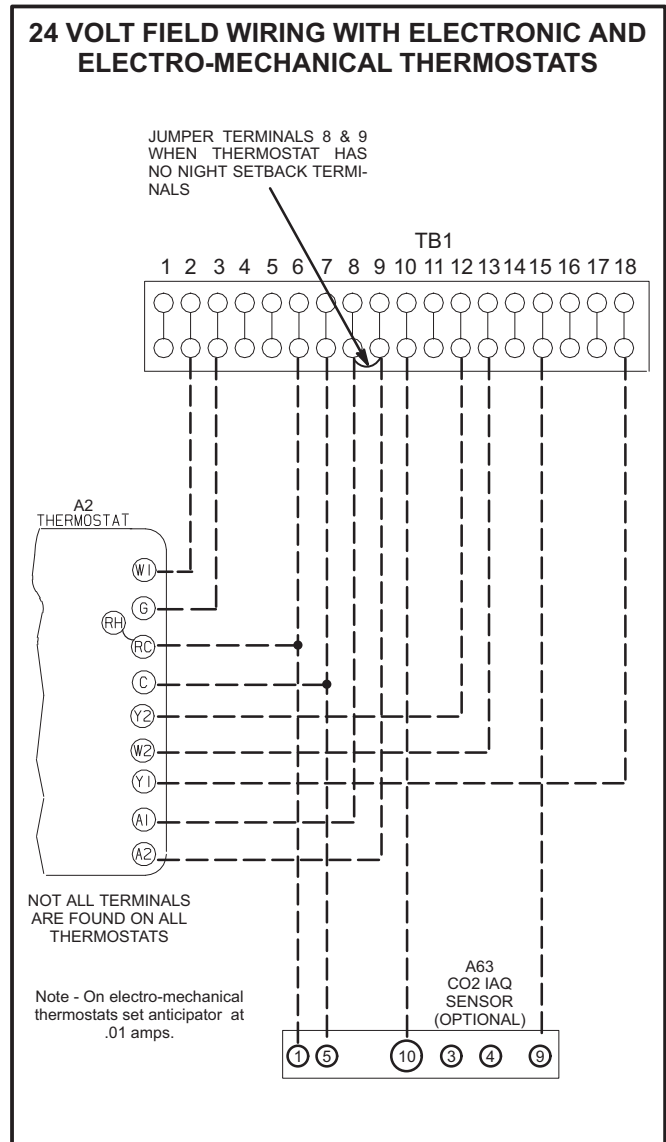 24 VOLT FIELD WIRING WITH ELECTRONIC AND
ELECTRO-MECHANICAL THERMOSTATS
JUMPER TERMINALS 8 & 9
WHEN THERMOSTAT HAS
NO NIGHT SETBACK TERMI-
NALS
TB1
1 2 3 4 5 6 7 8 9 10 11 12 13 14 15 16 17 18
A2
THERMOSTAT
W1
G
RH
RC
C
Y2
W2
Y1
A1
A2
NOT ALL TERMINALS
ARE FOUND ON ALL
THERMOSTATS
Note - On electro-mechanical
thermostats set anticipator at
.01 amps.
A63
CO2 IAQ
SENSOR
(OPTIONAL)
1 5 10 3 4 9